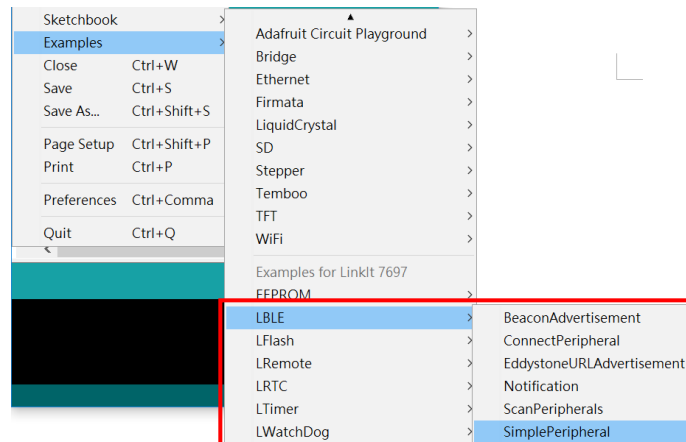 Sketchbook
Examples
Close Ctrl+W
Save Ctrl+S
Save As... Ctrl+Shift+S
Page Setup Ctrl+Shift+P
Print Ctrl+P
Preferences Ctrl+Comma
Quit Ctrl+Q
Adafruit Circuit Playground
Bridge
Ethernet
Firmata
LiquidCrystal
SD
Stepper
Temboo
TFT
WiFi
Examples for LinkIt 7697
EEPROM
LBLE
LFlash
LRemote
LRTC
LTimer
LWatchDog
BeaconAdvertisement
ConnectPeripheral
EddystoneURLAdvertisement
Notification
ScanPeripherals
SimplePeripheral